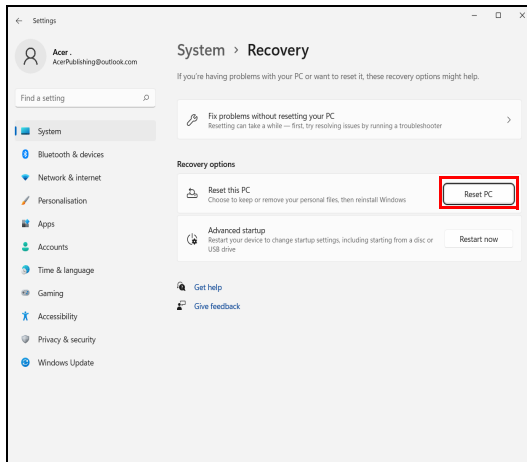 Settings
Acer .
AcerPublishing@outlook.com
Find a setting
System
Bluetooth & devices
Network & internet
Personalisation
Apps
Accounts
Time & language
Gaming
Accessibility
Privacy & security
Windows Update
System > Recovery
If you're having problems with your PC or want to reset it, these recovery options might help.
Fix problems without resetting your PC
Resetting can take a while — first, try resolving issues by running a troubleshooter
Recovery options
Reset this PC
Choose to keep or remove your personal files, then reinstall Windows
Reset PC
Advanced startup
Restart your device to change startup settings, including starting from a disc or
USB drive
Restart now
Get help
Give feedback